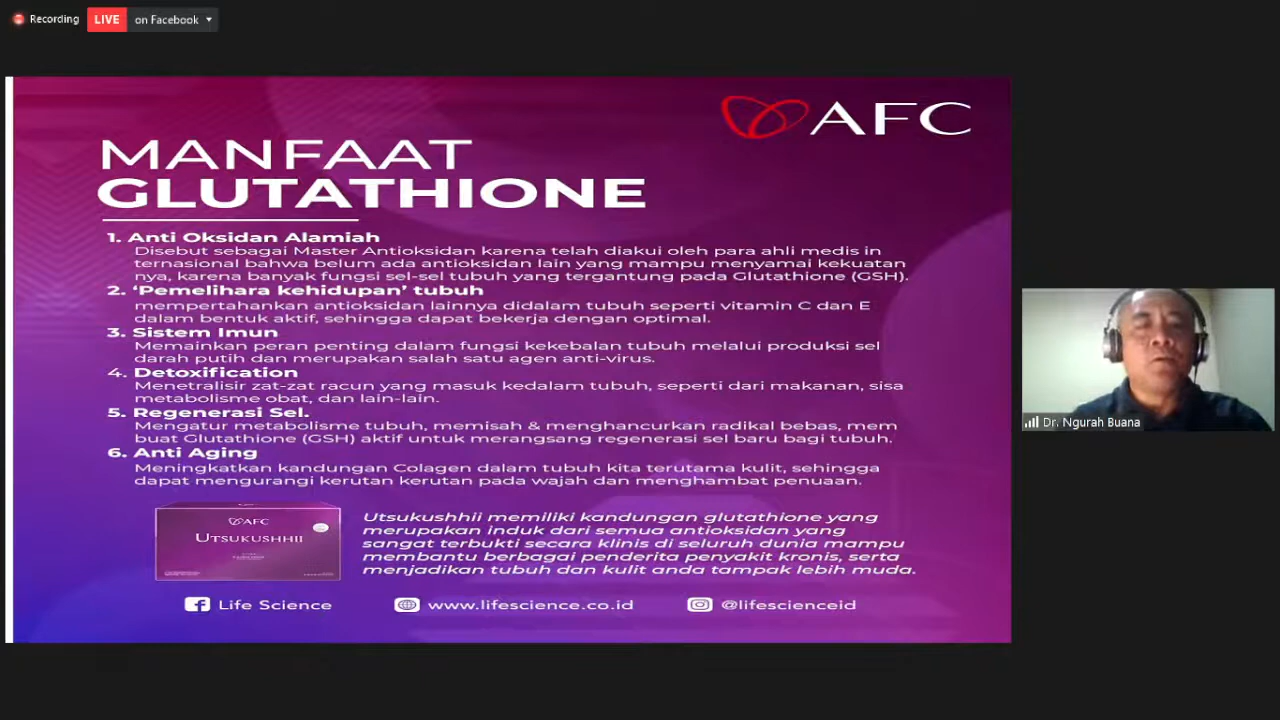 Recording
LIVE on Facebook
AFC
MANFAAT
GLUTATHIONE
1. Anti Oksidan Alamiah
Disebut sebagai Master Antioksidan karena telah diakui oleh para ahli medis in
ternasional bahwa belum ada antioksidan lain yang mampu menyamai kekuatan
nya, karena banyak fungsi sel-sel tubuh yang tergantung pada Glutathione (GSH).
2. ‘Pemelihara kehidupan’ tubuh
mempertahankan antioksidan lainnya didalam tubuh seperti vitamin C dan E
dalam bentuk aktif, sehingga dapat bekerja dengan optimal.
3. Sistem Imun
Memainkan peran penting dalam fungsi kekebalan tubuh melalui produksi sel
darah putih dan merupakan salah satu agen anti-virus.
4. Detoxification
Menetralisir zat-zat racun yang masuk kedalam tubuh, seperti dari makanan, sisa
metabolisme obat, dan lain-lain.
5. Regenerasi Sel.
Mengatur metabolisme tubuh, memisah & menghancurkan radikal bebas, mem
buat Glutathione (GSH) aktif untuk merangsang regenerasi sel baru bagi tubuh.
6. Anti Aging
Meningkatkan kandungan Colagen dalam tubuh kita terutama kulit, sehingga
dapat mengurangi kerutan kerutan pada wajah dan menghambat penuaan.
AFC
UTSUKUSHHII
Utsukushhii memiliki kandungan glutathione yang
merupakan induk dari semua antioksidan yang
sangat terbukti secara klinis di seluruh dunia mampu
membantu berbagai penderita penyakit kronis, serta
menjadikan tubuh dan kulit anda tampak lebih muda.
Life Science
www.lifescience.co.id
@lifescienceid
Dr. Ngurah Buana